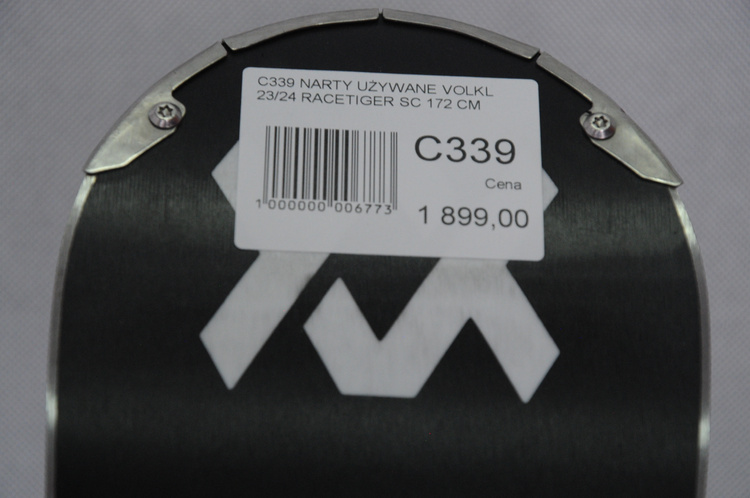 C339 NARTY UŻYWANE VOLKL
23/24 RACETIGER SC 172 CM
C339
Cena
1 000000 006773
1 899,00